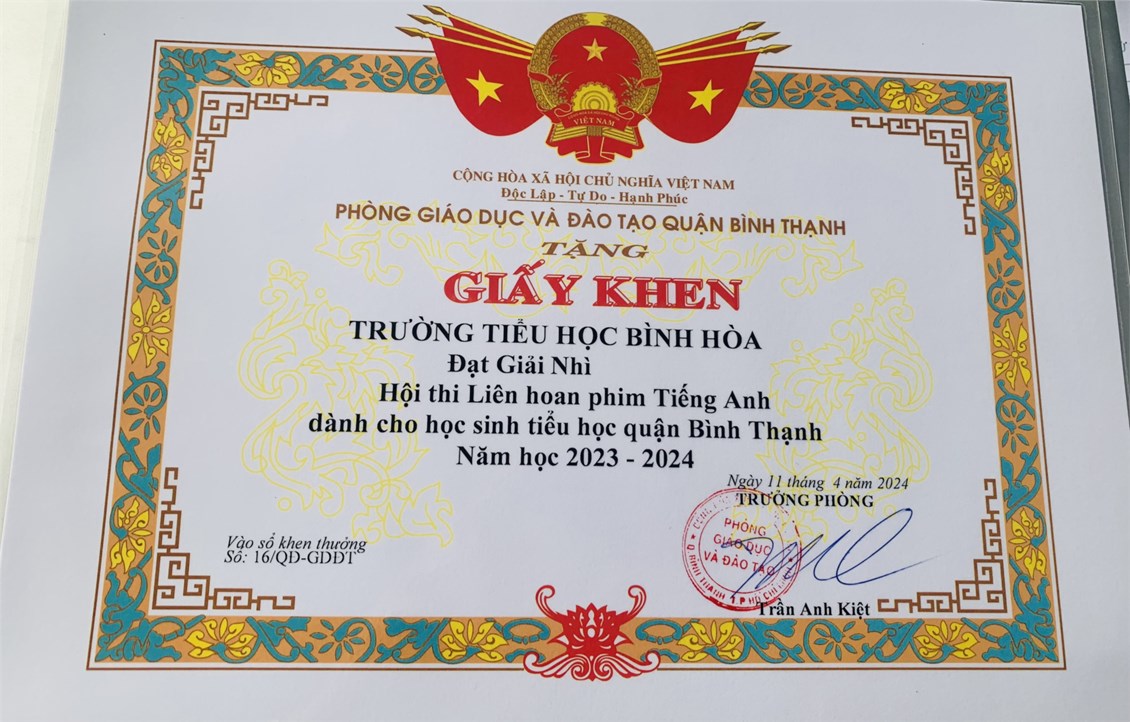 VIỆT NAM
CỘNG HÒA XÃ HỘI CHỦ NGHĨA VIỆT NAM
Độc Lập - Tự Do - Hạnh Phúc
PHÒNG GIÁO DỤC VÀ ĐÀO TẠO QUẬN BÌNH THẠNH
TẶNG
GIẤY KHEN
TRƯỜNG TIỂU HỌC BÌNH HÒA
Đạt Giải Nhì
Hội thi Liên hoan phim Tiếng Anh
dành cho học sinh tiểu học quận Bình Thạnh
Năm học 2023 - 2024
Ngày 11 tháng 4 năm 2024
TRƯỞNG PHÒNG
PHÒNG
GIÁO DỤC
VÀ ĐÀO TẠO
Q.BÌNH THẠNH T.P HỒ CHÍ
Vào sổ khen thưởng
Số: 16/QĐ-GDĐT
Trần Anh Kiệt